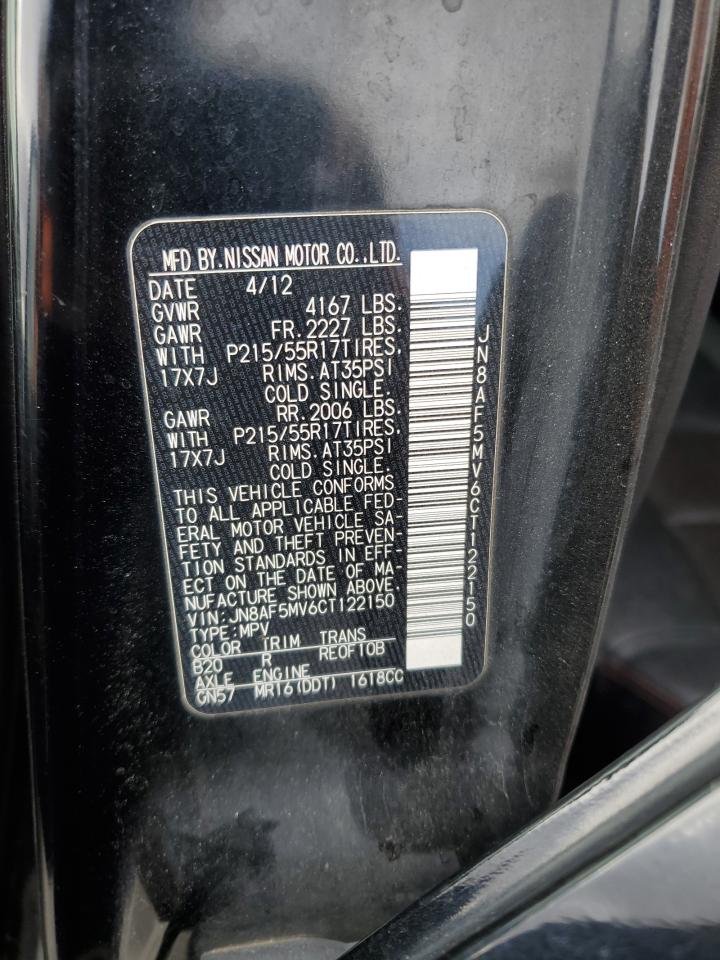 MFD BY.NISSAN MOTOR CO.,LTD.
DATE 4/12
GVWR 4167 LBS.
GAWR FR.2227 LBS.
WITH P215/55R17TIRES.
17X7J RIMS.AT35PSI
COLD SINGLE.
GAWR RR.2006 LBS.
WITH P215/55R17TIRES.
17X7J RIMS.AT35PSI
COLD SINGLE.
THIS VEHICLE CONFORMS
TO ALL APPLICABLE FED-
ERAL MOTOR VEHICLE SA-
FETY AND THEFT PREVEN-
TION STANDARDS IN EFF-
ECT ON THE DATE OF MA-
NUFACTURE SHOWN ABOVE.
VIN:JN8AF5MV6CT122150
TYPE:MPV
COLOR TRIM TRANS
B20 R RE0F10B
AXLE ENGINE
GN57 MR16(DDT) 1618CC
JN8AF5MV6CT122150